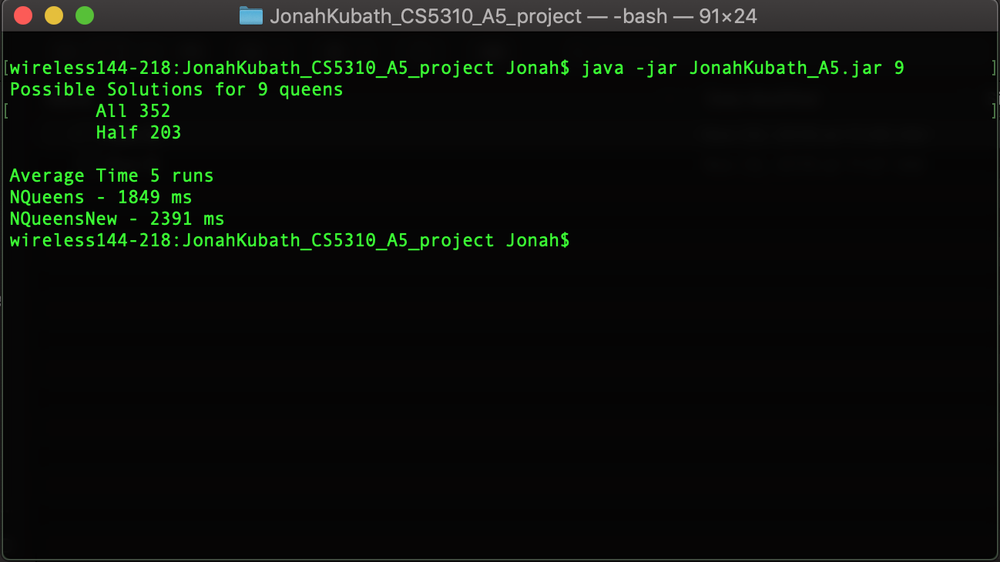 JonahKubath_CS5310_A5_project — -bash — 91×24
[wireless144-218:JonahKubath_CS5310_A5_project Jonah$ java -jar JonahKubath_A5.jar 9 ]
Possible Solutions for 9 queens
[ All 352 ]
Half 203
Average Time 5 runs
NQueens - 1849 ms
NQueensNew - 2391 ms
wireless144-218:JonahKubath_CS5310_A5_project Jonah$